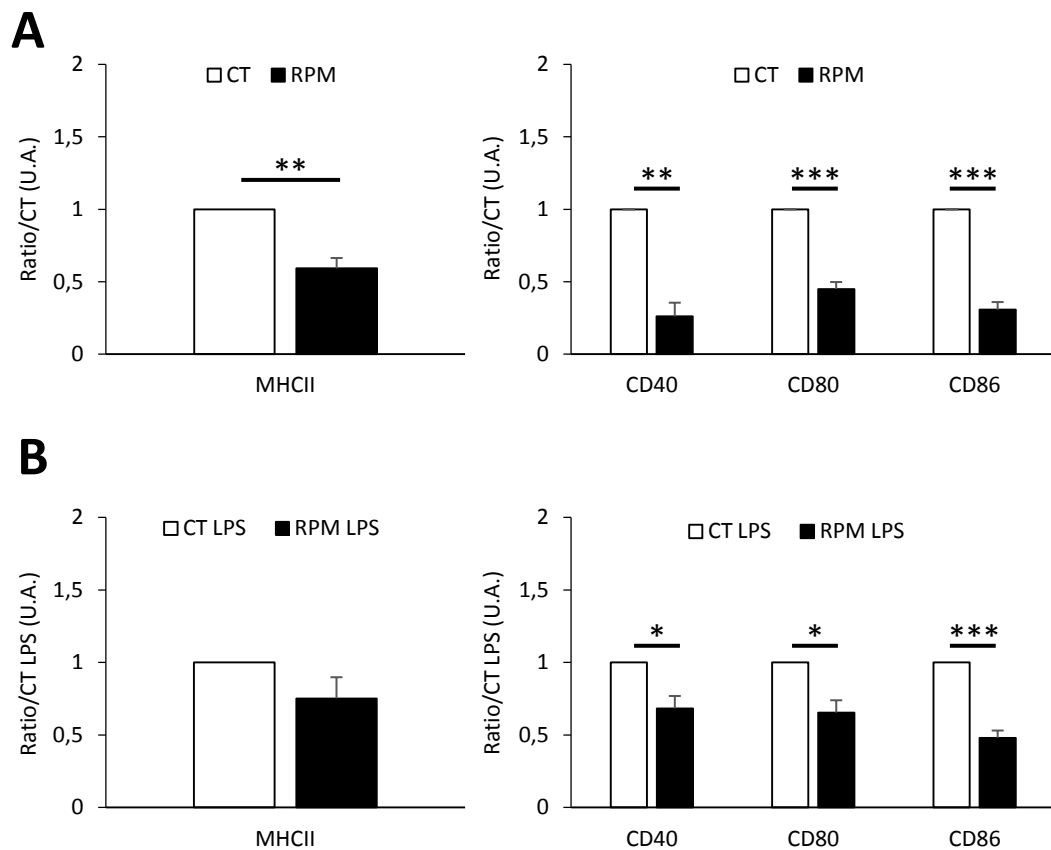 A
Ratio/CT (U.A.)
2
1,5
1
0,5
0
CT RPM
**
MHCII
Ratio/CT (U.A.)
2
1,5
1
0,5
0
CT RPM
** *** ***
CD40 CD80 CD86
B
Ratio/CT LPS (U.A.)
2
1,5
1
0,5
0
CT LPS RPM LPS
MHCII
Ratio/CT LPS (U.A.)
2
1,5
1
0,5
0
CT LPS RPM LPS
* * ***
CD40 CD80 CD86